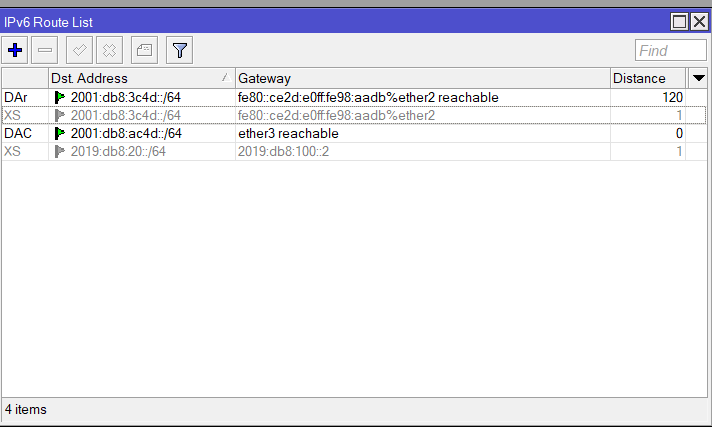 IPv6 Route List
Find
Dst. Address Gateway Distance
DAr 2001:db8:3c4d::/64 fe80::ce2d:e0ff:fe98:aadb%ether2 reachable 120
XS 2001:db8:3c4d::/64 fe80::ce2d:e0ff:fe98:aadb%ether2 1
DAC 2001:db8:ac4d::/64 ether3 reachable 0
XS 2019:db8:20::/64 2019:db8:100::2 1
4 items